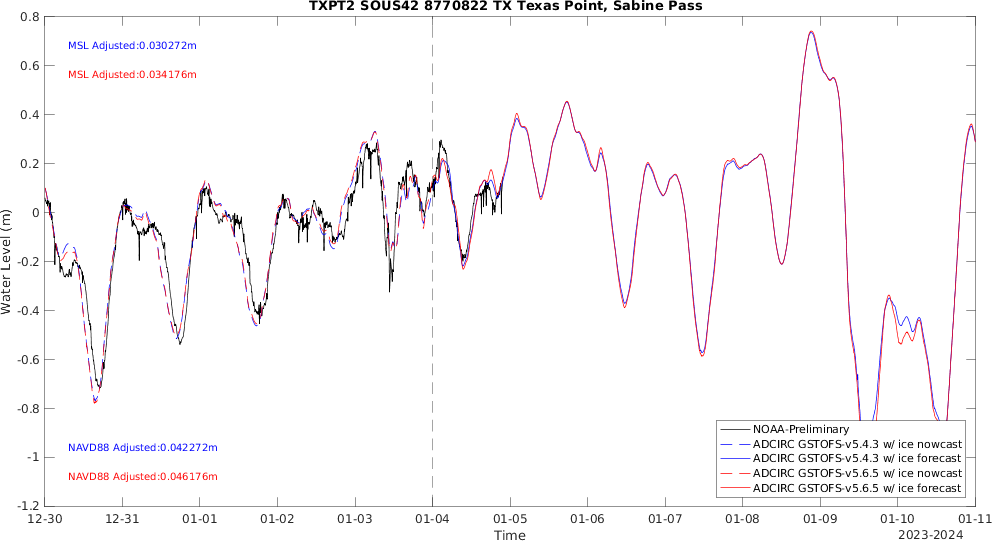 TXPT2 SOUS42 8770822 TX Texas Point, Sabine Pass
0.8
0.6
0.4
0.2
0
-0.2
-0.4
-0.6
-0.8
-1
-1.2
Water Level (m)
MSL Adjusted:0.030272m
MSL Adjusted:0.034176m
NAVD88 Adjusted:0.042272m
NAVD88 Adjusted:0.046176m
NOAA-Preliminary
ADCIRC GSTOFS-v5.4.3 w/ ice nowcast
ADCIRC GSTOFS-v5.4.3 w/ ice forecast
ADCIRC GSTOFS-v5.6.5 w/ ice nowcast
ADCIRC GSTOFS-v5.6.5 w/ ice forecast
12-30 12-31 01-01 01-02 01-03 01-04 01-05 01-06 01-07 01-08 01-09 01-10 01-11
Time
2023-2024